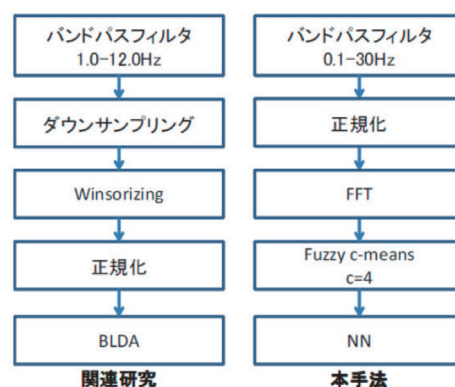 バンドパスフィルタ
1.0-12.0Hz
ダウンサンプリング
Winsorizing
正規化
BLDA
関連研究
バンドパスフィルタ
0.1-30Hz
正規化
FFT
Fuzzy c-means
c=4
NN
本手法